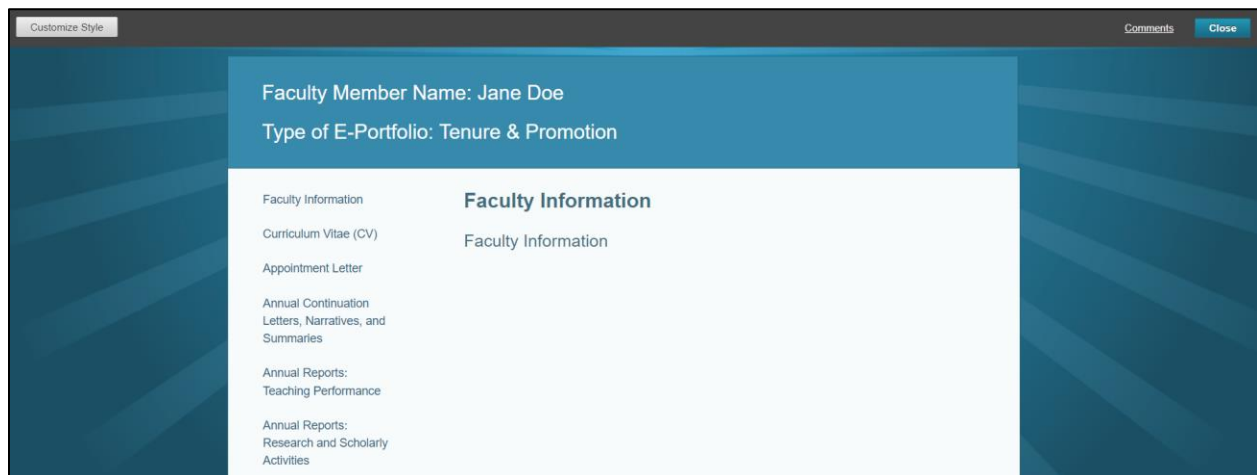 Customize Style
Comments
Close
Faculty Member Name: Jane Doe
Type of E-Portfolio: Tenure & Promotion
Faculty Information
Curriculum Vitae (CV)
Appointment Letter
Annual Continuation
Letters, Narratives, and
Summaries
Annual Reports:
Teaching Performance
Annual Reports:
Research and Scholarly
Activities
Faculty Information
Faculty Information